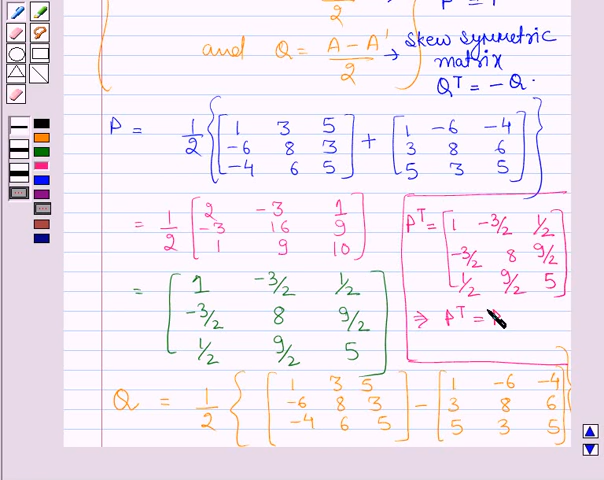 2
and Q = A - A' / 2 → Skew symmetric
matrix
Qᵀ = -Q.
P = 1/2 { [ 1 3 5 ] + [ 1 -6 -4 ] }
[ -6 8 3 ] [ 3 8 6 ]
[ -4 6 5 ] [ 5 3 5 ]
= 1/2 [ 2 -3 1 ]
[ -3 16 9 ]
[ 1 9 10 ]
Pᵀ = [ 1 -3/2 1/2 ]
[ -3/2 8 9/2 ]
[ 1/2 9/2 5 ]
⇒ Pᵀ =
= [ 1 -3/2 1/2 ]
[ -3/2 8 9/2 ]
[ 1/2 9/2 5 ]
Q = 1/2 { [ 1 3 5 ] - [ 1 -6 -4 ] }
[ -6 8 3 ] [ 3 8 6 ]
[ -4 6 5 ] [ 5 3 5 ]